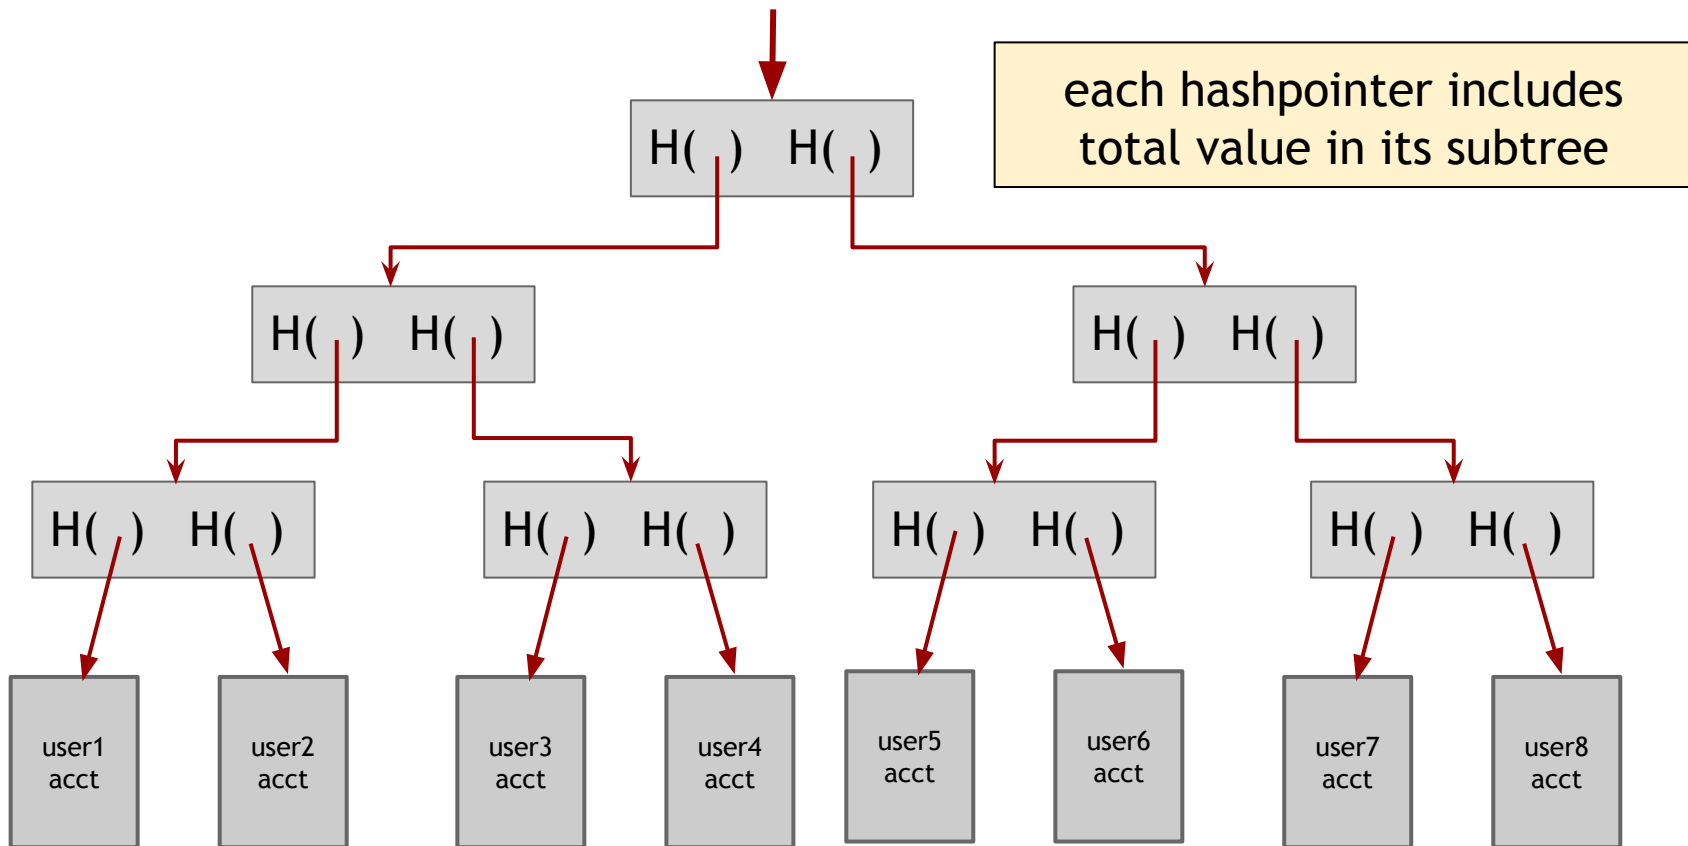 each hashpointer includes
total value in its subtree
H( ) H( )
H( ) H( )
H( ) H( )
H( ) H( )
H( ) H( )
H( ) H( )
H( ) H( )
user1
acct
user2
acct
user3
acct
user4
acct
user5
acct
user6
acct
user7
acct
user8
acct